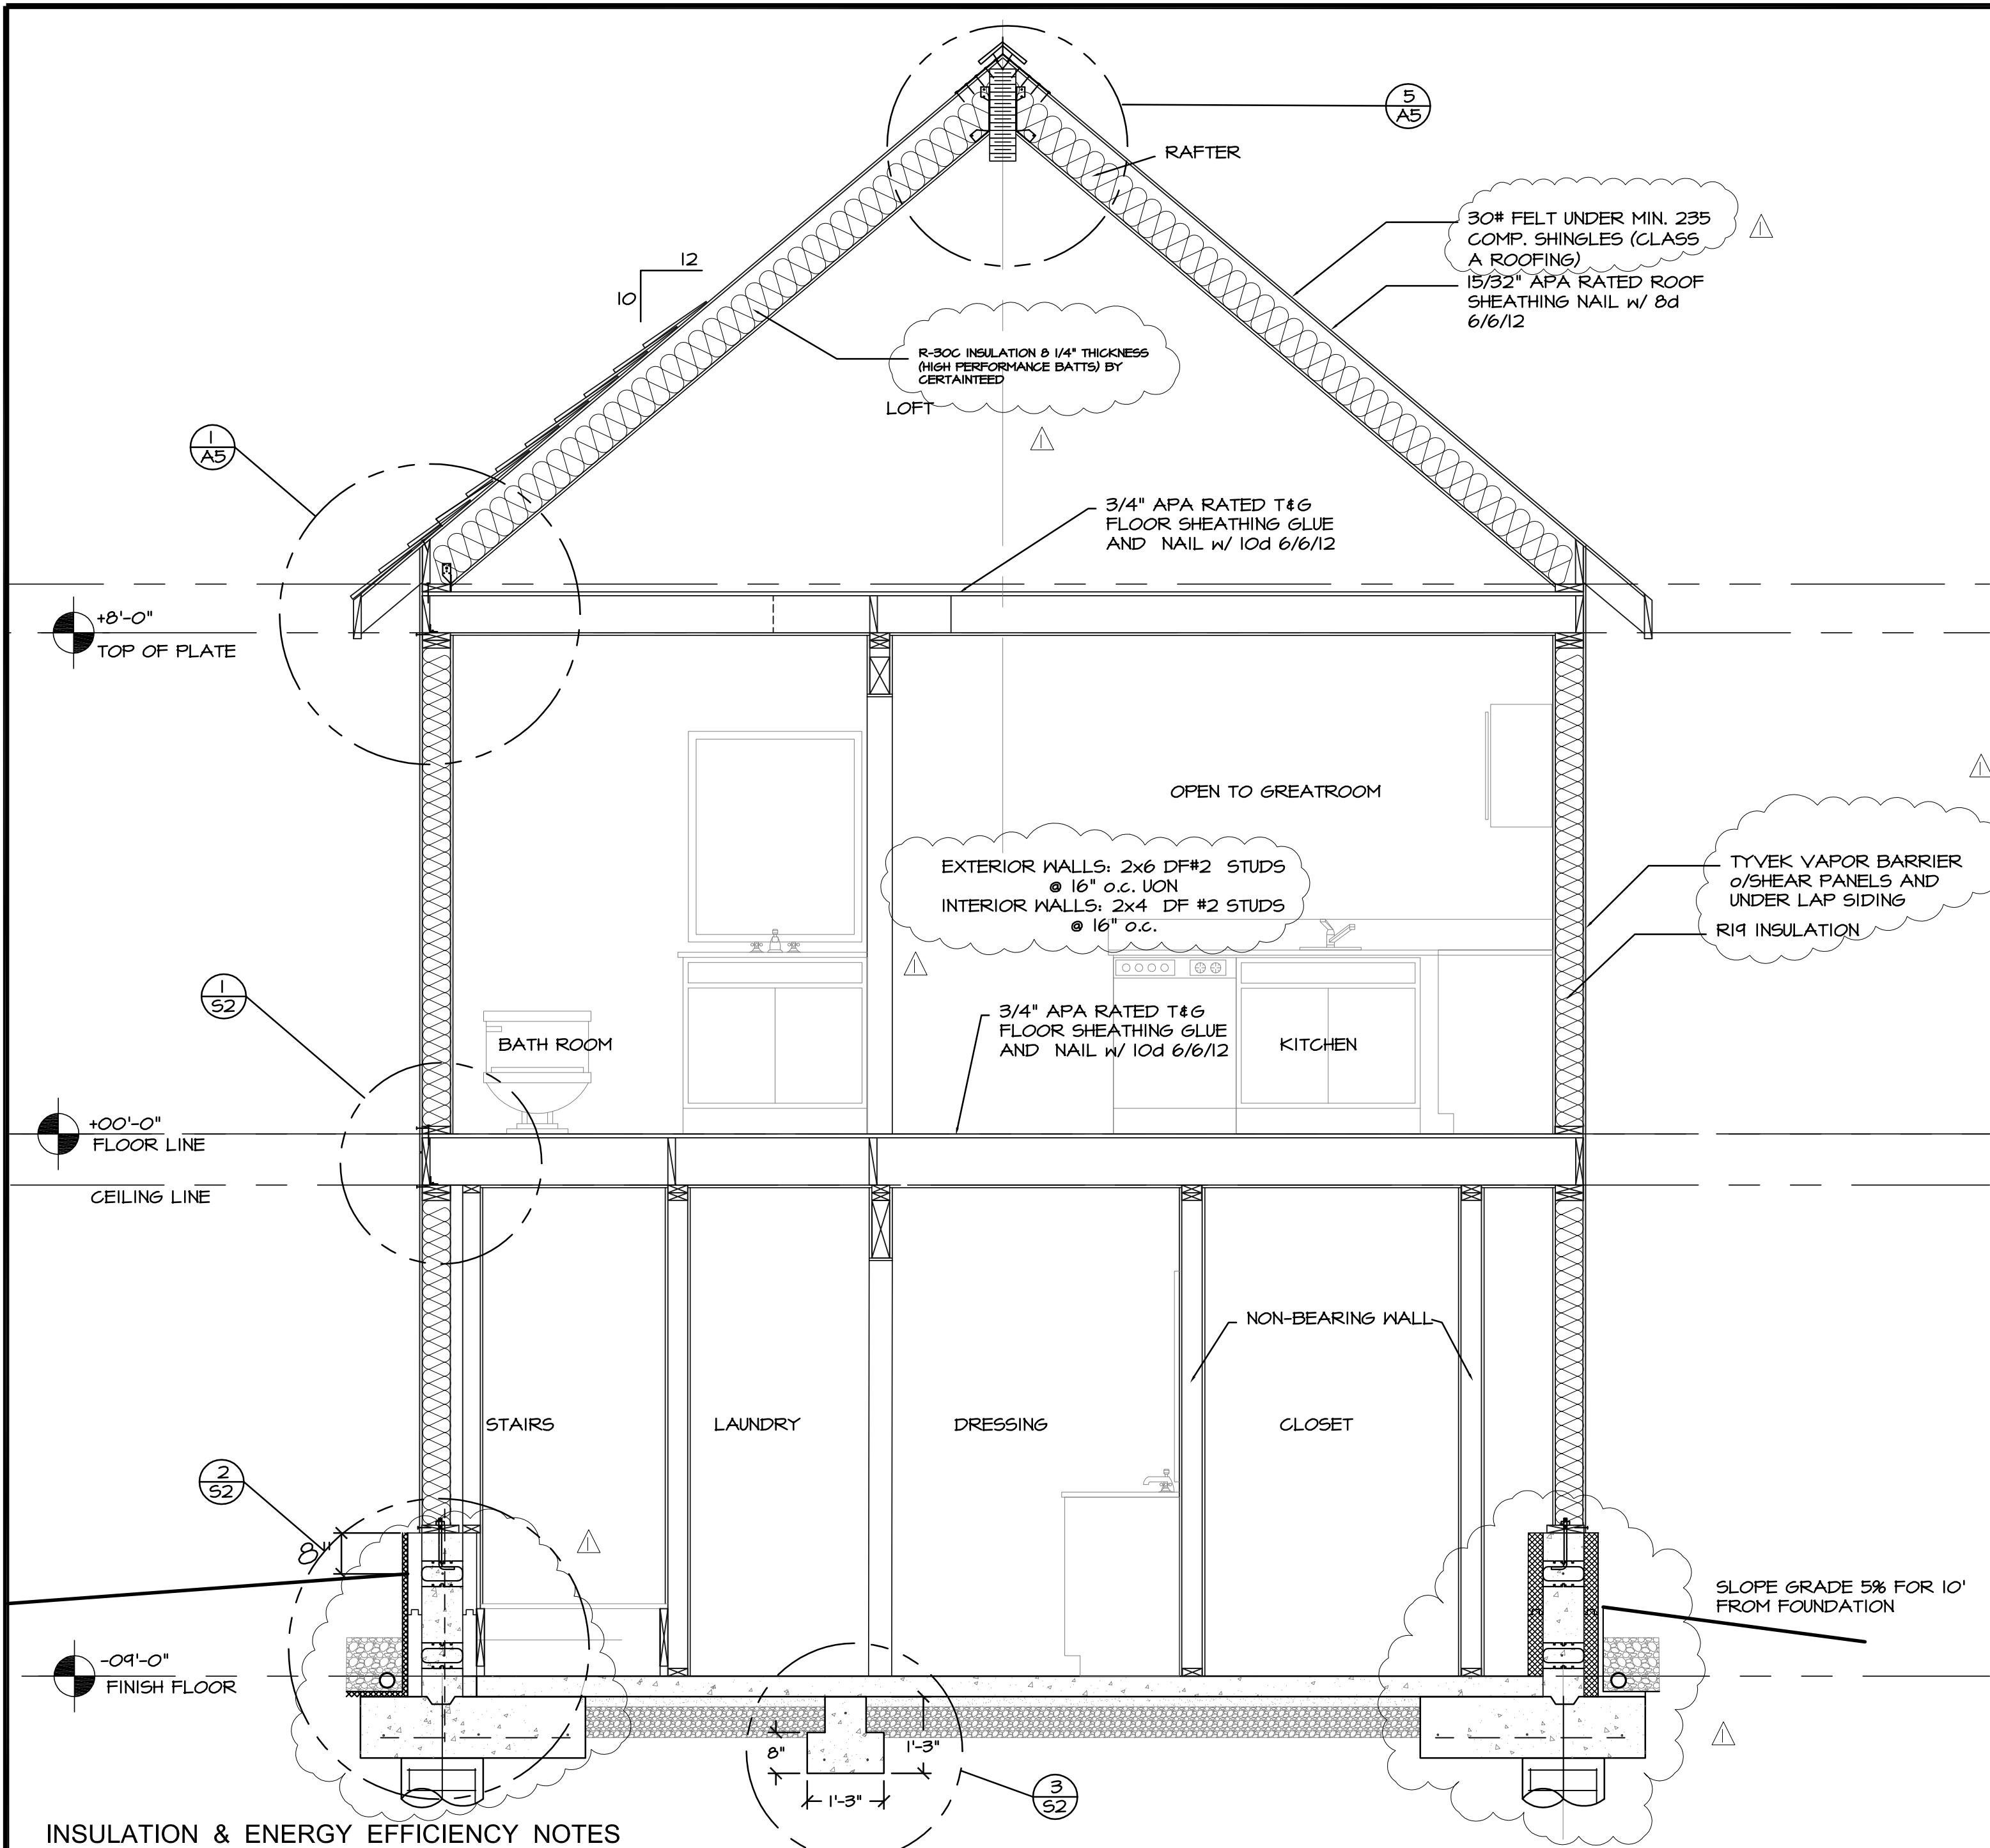 5
A5
RAFTER
30# FELT UNDER MIN. 235
COMP. SHINGLES (CLASS
A ROOFING)
1
15/32" APA RATED ROOF
SHEATHING NAIL w/ 8d
6/6/12
12
10
R-30C INSULATION 8 1/4" THICKNESS
(HIGH PERFORMANCE BATTS) BY
CERTAINTEED
LOFT
1
1
A5
3/4" APA RATED T&G
FLOOR SHEATHING GLUE
AND NAIL w/ 10d 6/6/12
+8'-0"
TOP OF PLATE
OPEN TO GREATROOM
1
EXTERIOR WALLS: 2x6 DF#2 STUDS
@ 16" o.c. UON
INTERIOR WALLS: 2x4 DF #2 STUDS
@ 16" o.c.
1
TYVEK VAPOR BARRIER
o/SHEAR PANELS AND
UNDER LAP SIDING
R19 INSULATION
1
S2
3/4" APA RATED T&G
FLOOR SHEATHING GLUE
AND NAIL w/ 10d 6/6/12
BATH ROOM
KITCHEN
+00'-0"
FLOOR LINE
CEILING LINE
NON-BEARING WALL
STAIRS
LAUNDRY
DRESSING
CLOSET
2
S2
8"
1
SLOPE GRADE 5% FOR 10'
FROM FOUNDATION
-09'-0"
FINISH FLOOR
1
8"
1'-3"
1'-3"
3
S2
INSULATION & ENERGY EFFICIENCY NOTES